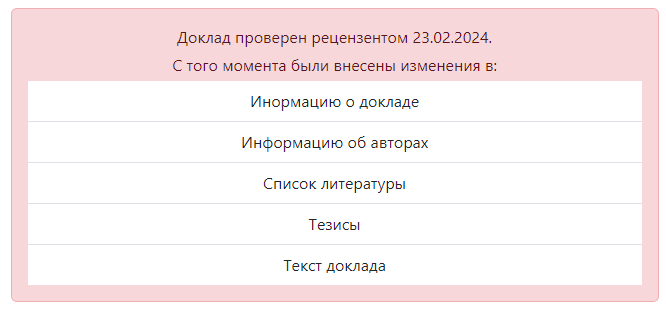 Доклад проверен рецензентом 23.02.2024.
С того момента были внесены изменения в:
Инормацию о докладе
Информацию об авторах
Список литературы
Тезисы
Текст доклада